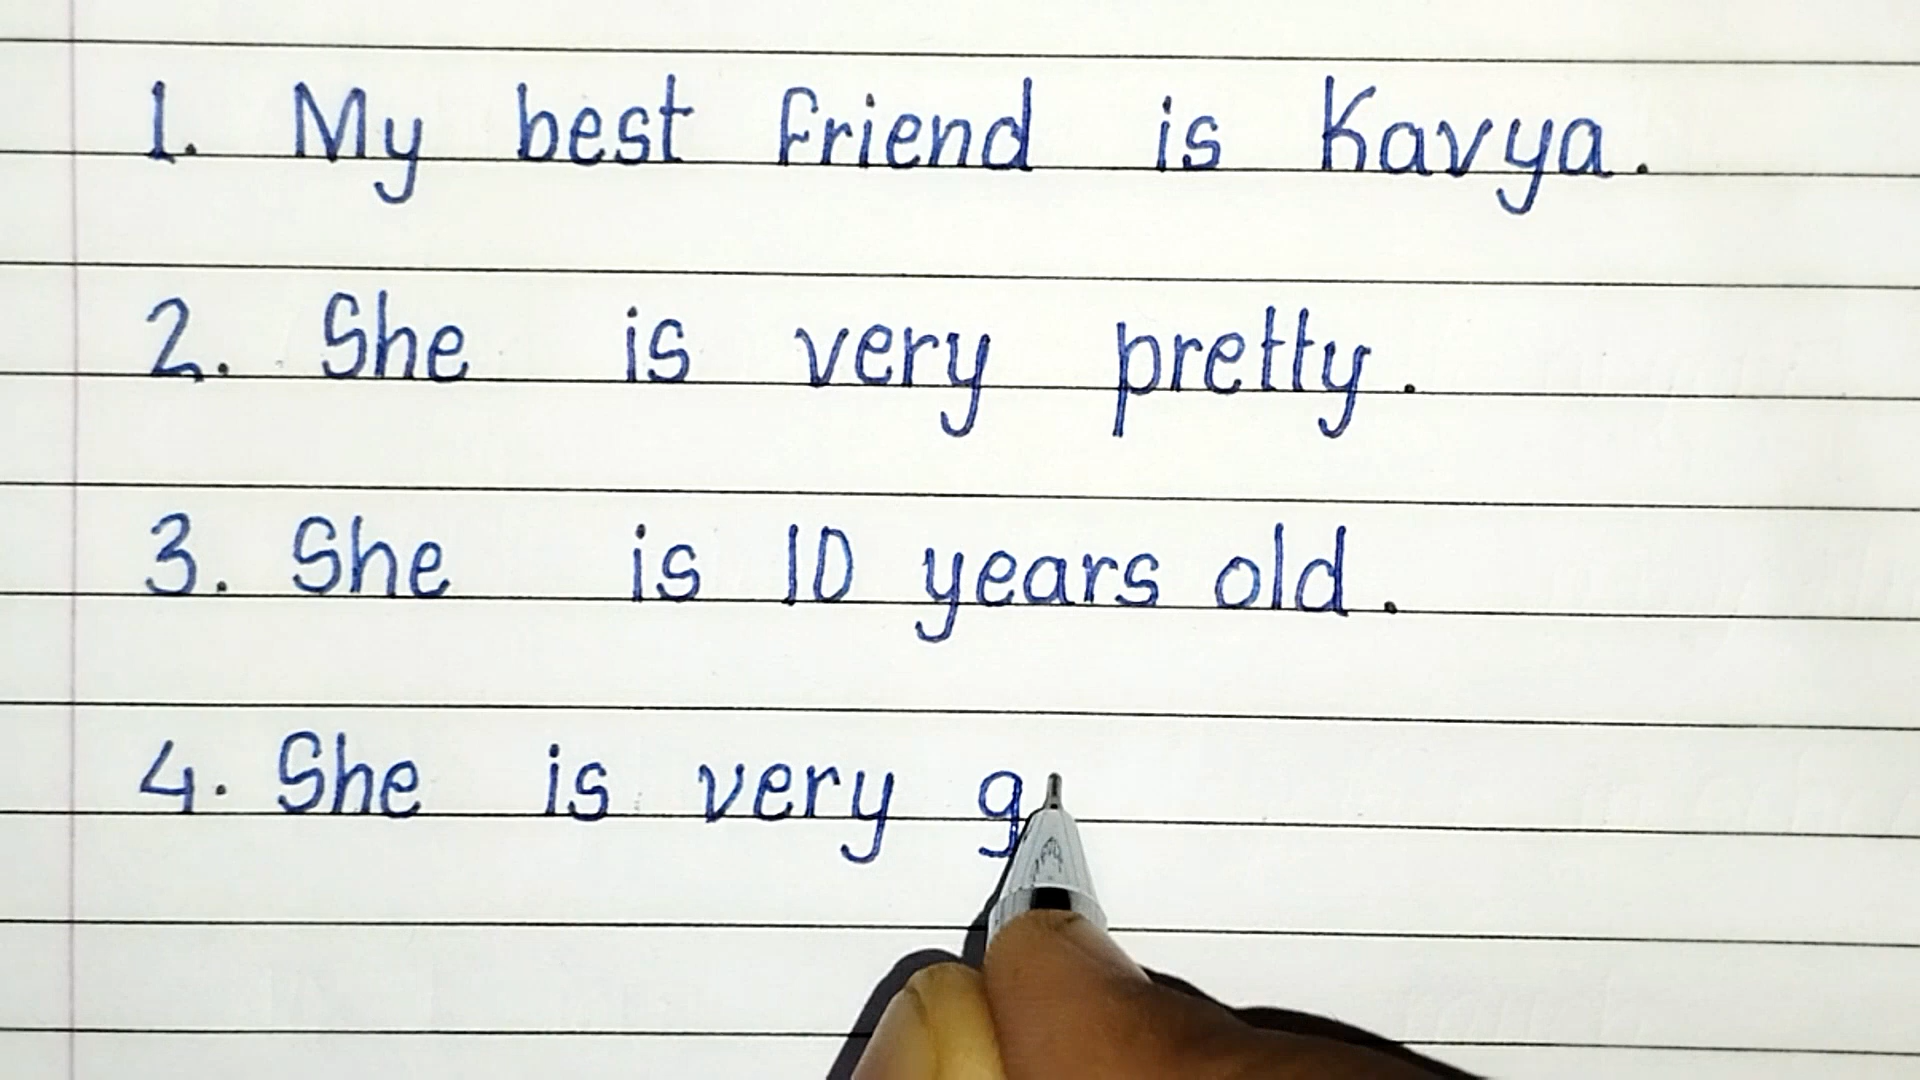 1. My best friend is Kavya.
2. She is very pretty.
3. She is 10 years old.
4. She is very g